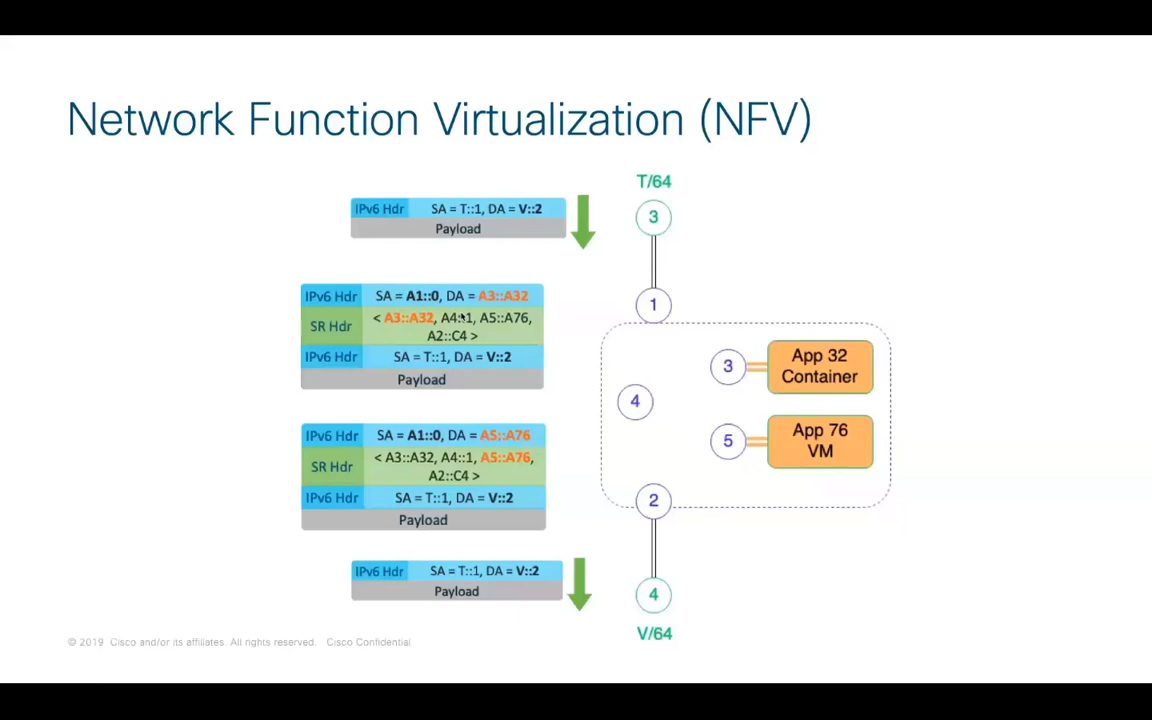 Network Function Virtualization (NFV)
T/64
IPv6 Hdr SA = T::1, DA = V::2
Payload
3
IPv6 Hdr SA = A1::0, DA = A3::A32
SR Hdr < A3::A32, A4::1, A5::A76,
A2::C4 >
IPv6 Hdr SA = T::1, DA = V::2
Payload
1
3
App 32
Container
4
5
App 76
VM
IPv6 Hdr SA = A1::0, DA = A5::A76
SR Hdr < A3::A32, A4::1, A5::A76,
A2::C4 >
IPv6 Hdr SA = T::1, DA = V::2
Payload
2
IPv6 Hdr SA = T::1, DA = V::2
Payload
4
V/64
© 2019 Cisco and/or its affiliates. All rights reserved. Cisco Confidential